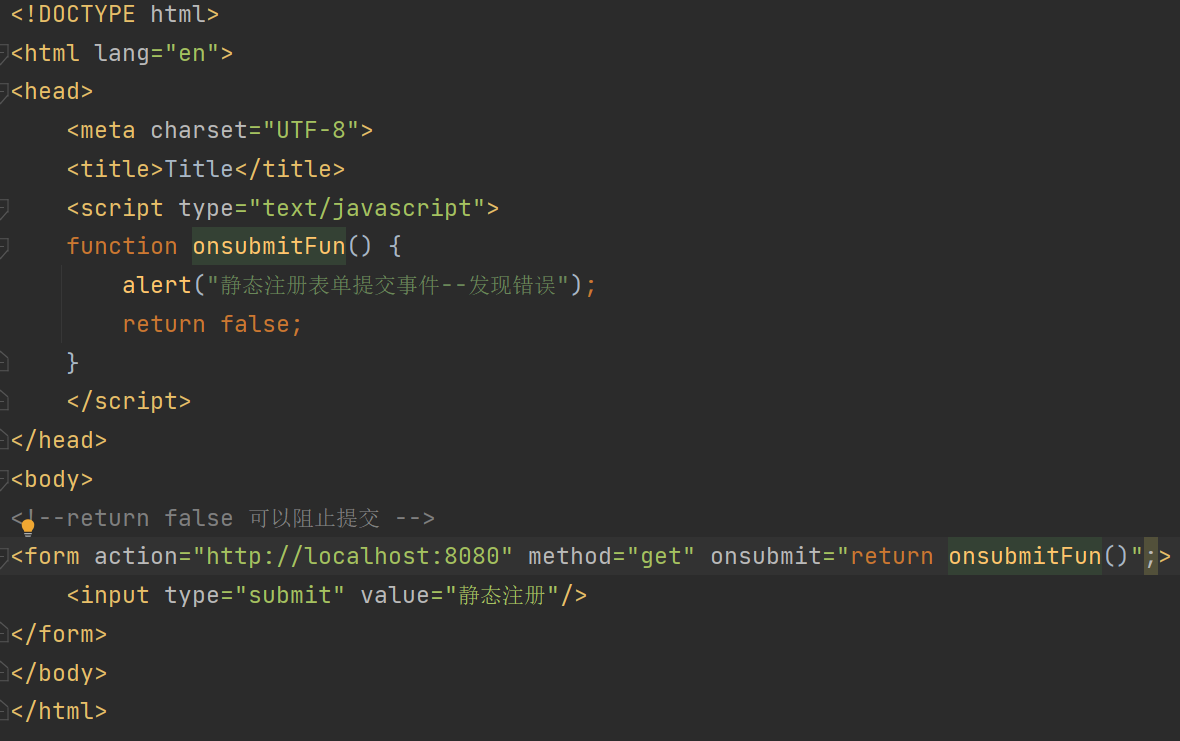 <!DOCTYPE html>
<html lang="en">
<head>
    <meta charset="UTF-8">
    <title>Title</title>
    <script type="text/javascript">
    function onsubmitFun() {
        alert("静态注册表单提交事件--发现错误");
        return false;
    }
    </script>
</head>
<body>
<!--return false 可以阻止提交 -->
<form action="http://localhost:8080" method="get" onsubmit="return onsubmitFun()";>
    <input type="submit" value="静态注册"/>
</form>
</body>
</html>